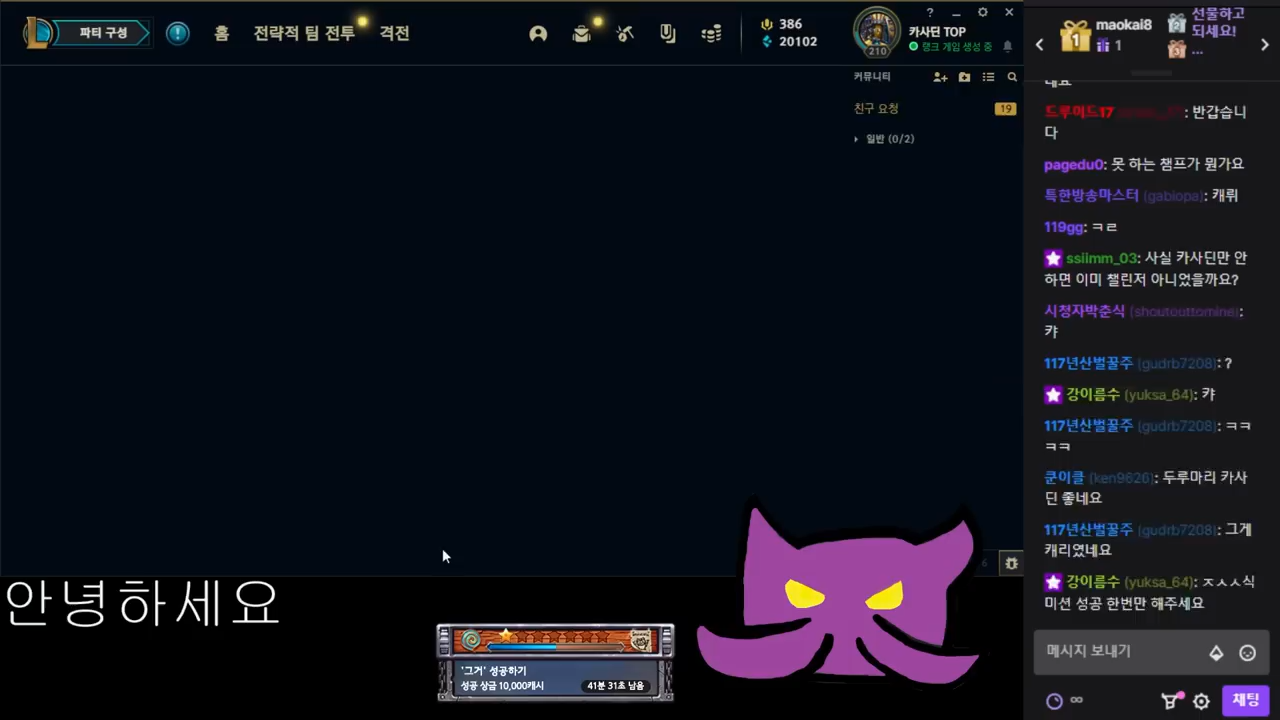 파티 구성
홈
전략적 팀 전투
격전
386
20102
210
카사딘 TOP
랭크 게임 생성 중
커뮤니티
친구 요청
19
일반 (0/2)
안녕하세요
'그거' 성공하기
성공 상금 10,000캐시
41분 31초 남음
maokai8
1
1
2
3
선물하고
되세요!
...
네요
드루이드17 : 반갑습니
다
pagedu0: 못 하는 챔프가 뭔가요
특한방송마스터 (gabiopa): 캐뤼
119gg: ㅋㄹ
ssiimm_03: 사실 카사딘만 안
하면 이미 챌린저 아니었을까요?
시청자박춘식 (shoutouttomine):
캬
117년산벌꿀주 (gudrb7208): ?
강이름수 (yuksa_64): 캬
117년산벌꿀주 (gudrb7208): ㅋㅋ
ㅋㅋ
쿤이클 (ken9626): 두루마리 카사
딘 좋네요
117년산벌꿀주 (gudrb7208): 그게
캐리였네요
강이름수 (yuksa_64): ㅈㅅㅅ식
미션 성공 한번만 해주세요
메시지 보내기
∞
채팅